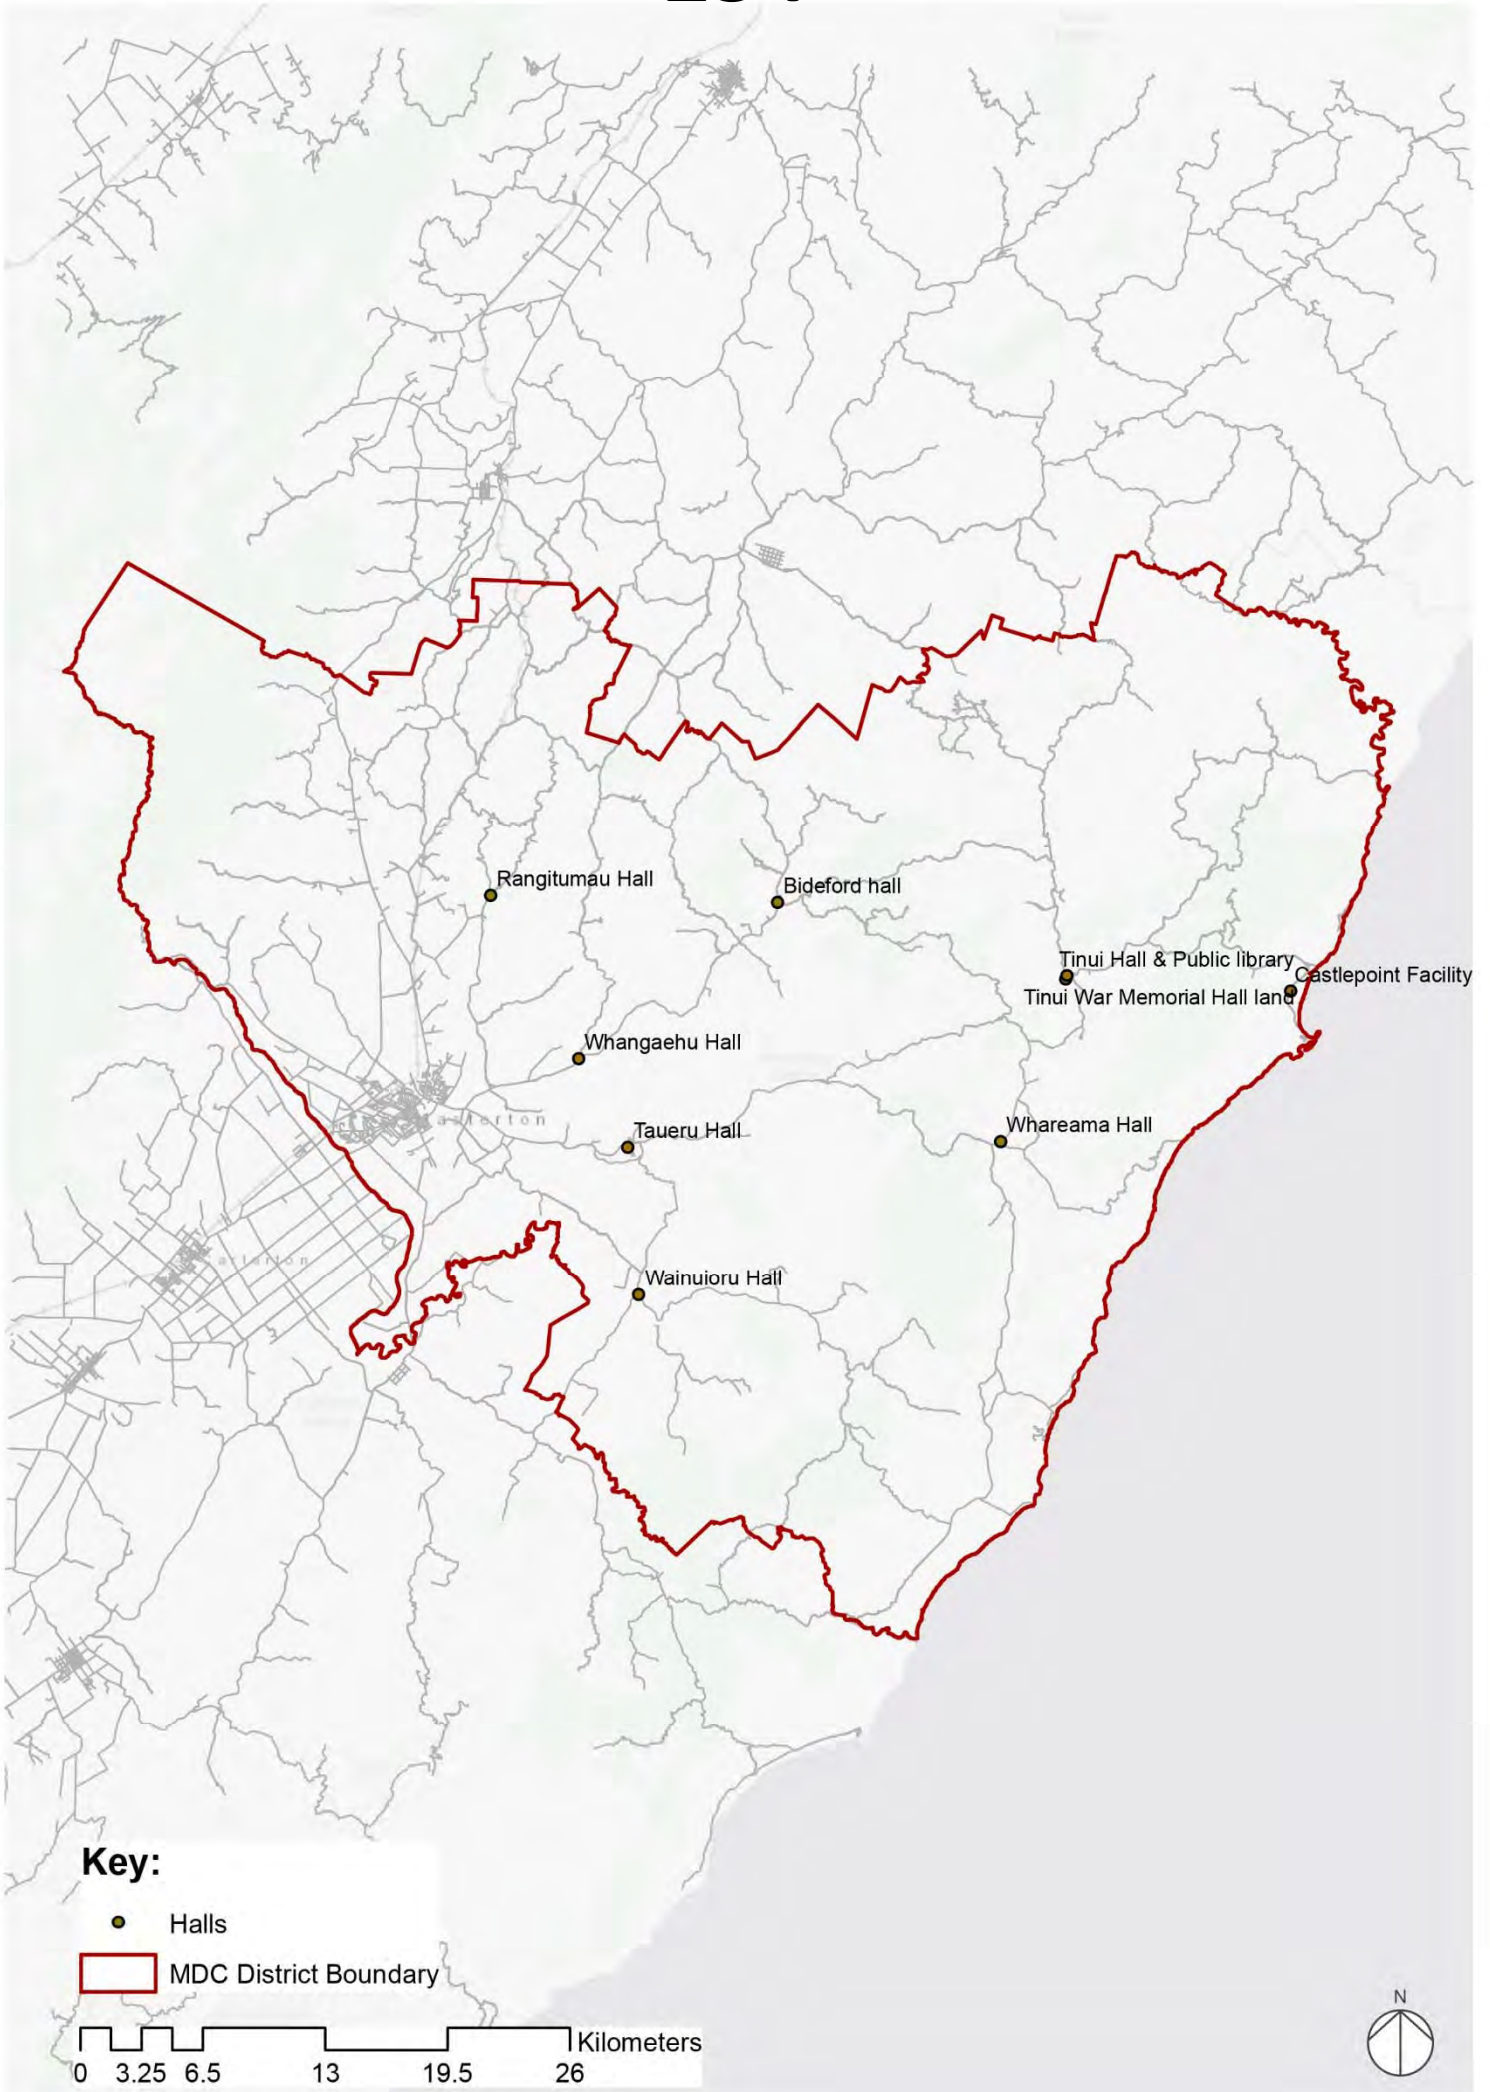 Rangitumau Hall
Bideford hall
Tinui Hall & Public library
Castlepoint Facility
Tinui War Memorial Hall land
Whangaehu Hall
asterton
Taueru Hall
Whareama Hall
arterton
Wainuioru Hall
Key:
Halls
MDC District Boundary
N
Kilometers
0 3.25 6.5 13 19.5 26